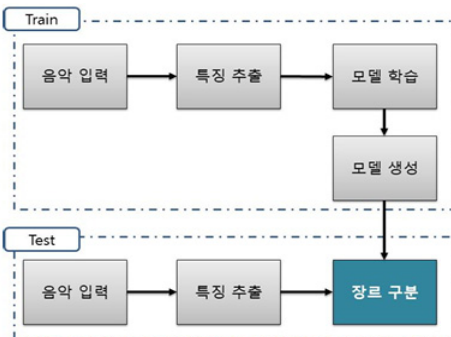 Train
음악 입력
특징 추출
모델 학습
모델 생성
Test
음악 입력
특징 추출
장르 구분